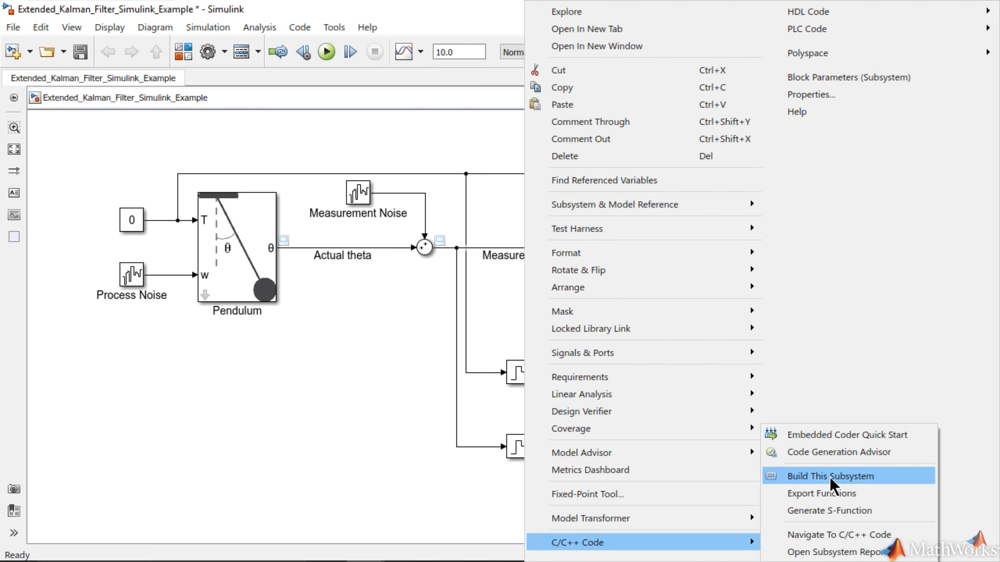 Extended_Kalman_Filter_Simulink_Example * - Simulink
File Edit View Display Diagram Simulation Analysis Code Tools Help
10.0
Extended_Kalman_Filter_Simulink_Example
Extended_Kalman_Filter_Simulink_Example
0
T
θ
θ
w
Process Noise
Pendulum
Measurement Noise
Actual theta
Ready
Explore
Open In New Tab
Open In New Window
Cut Ctrl+X
Copy Ctrl+C
Paste Ctrl+V
Comment Through Ctrl+Shift+Y
Comment Out Ctrl+Shift+X
Delete Del
Find Referenced Variables
Subsystem & Model Reference
Test Harness
Format
Rotate & Flip
Arrange
Mask
Locked Library Link
Signals & Ports
Requirements
Linear Analysis
Design Verifier
Coverage
Model Advisor
Metrics Dashboard
Fixed-Point Tool...
Model Transformer
C/C++ Code
HDL Code
PLC Code
Polyspace
Block Parameters (Subsystem)
Properties...
Help
Embedded Coder Quick Start
Code Generation Advisor
Build This Subsystem
Export Functions
Generate S-Function
Navigate To C/C++ Code
Open Subsystem Repo
MathWorks